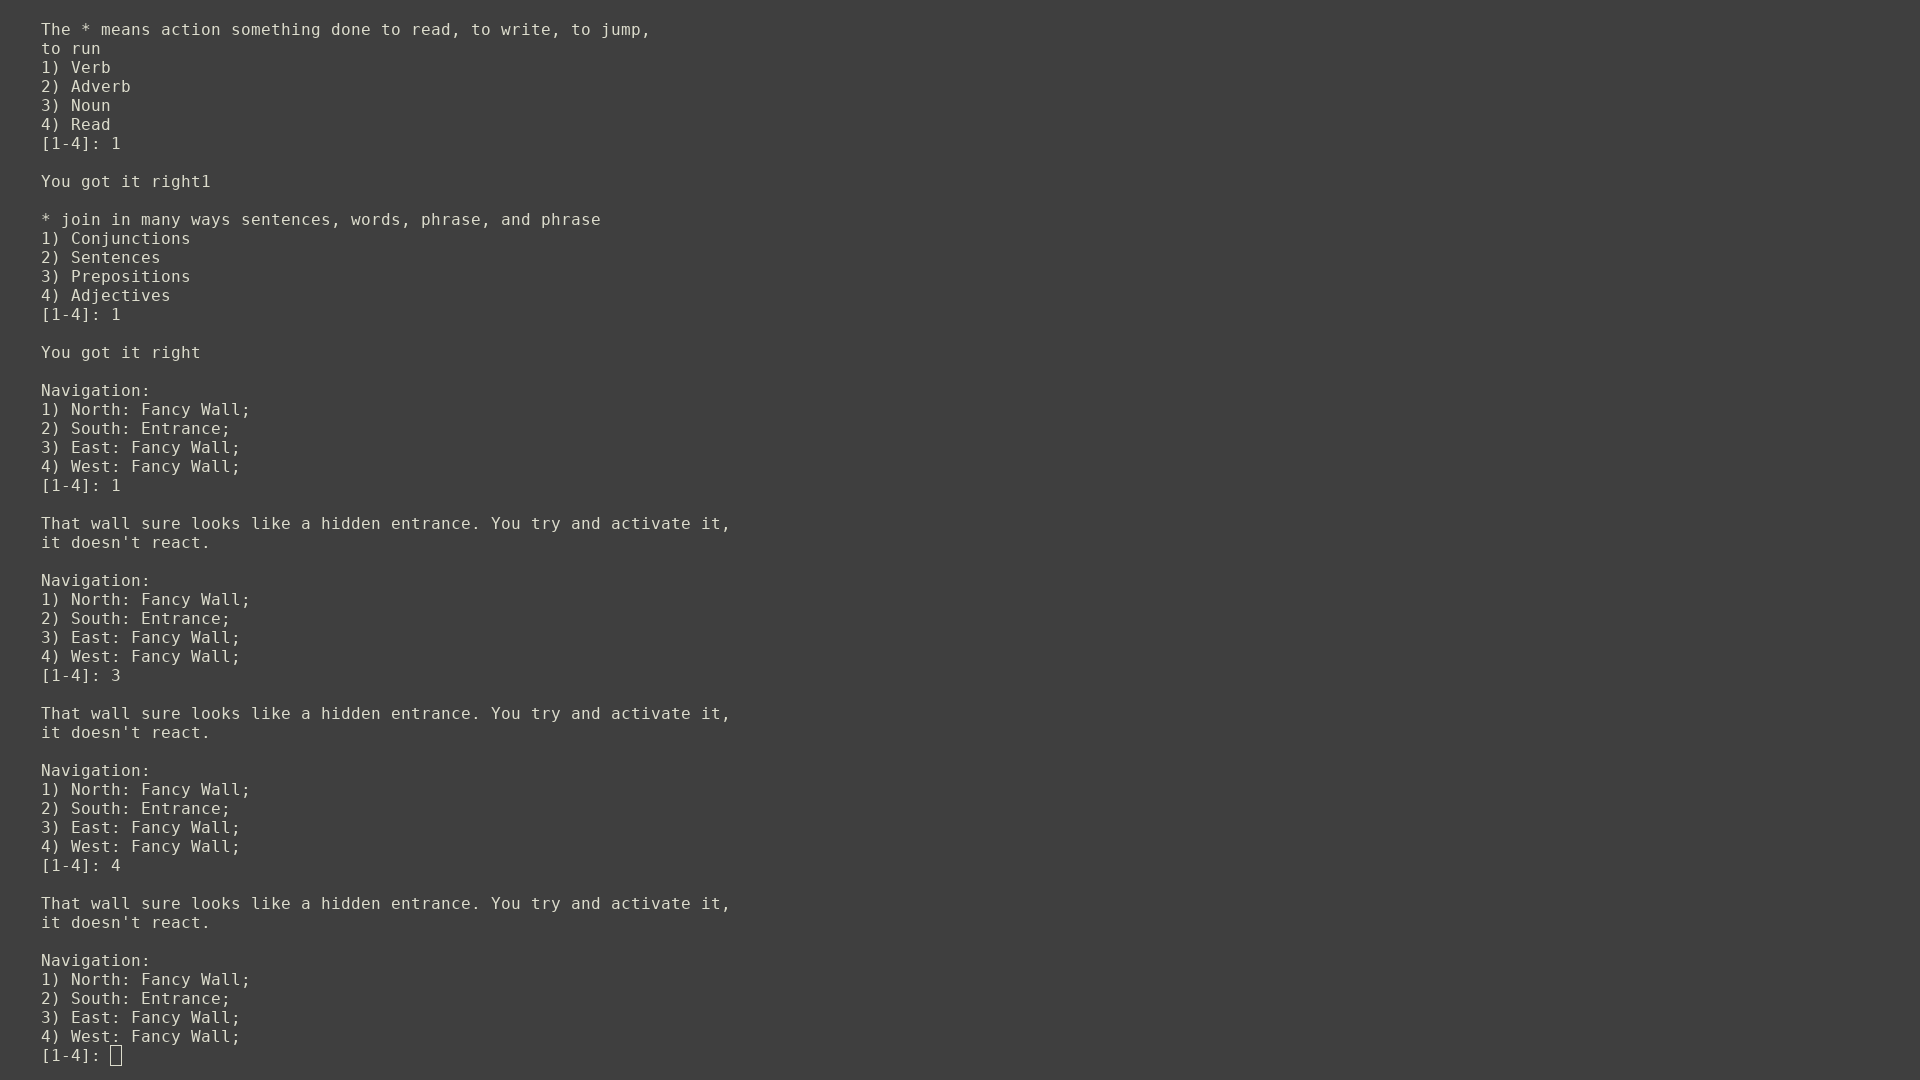 The * means action something done to read, to write, to jump,
to run
1) Verb
2) Adverb
3) Noun
4) Read
[1-4]: 1
You got it right1
* join in many ways sentences, words, phrase, and phrase
1) Conjunctions
2) Sentences
3) Prepositions
4) Adjectives
[1-4]: 1
You got it right
Navigation:
1) North: Fancy Wall;
2) South: Entrance;
3) East: Fancy Wall;
4) West: Fancy Wall;
[1-4]: 1
That wall sure looks like a hidden entrance. You try and activate it,
it doesn't react.
Navigation:
1) North: Fancy Wall;
2) South: Entrance;
3) East: Fancy Wall;
4) West: Fancy Wall;
[1-4]: 3
That wall sure looks like a hidden entrance. You try and activate it,
it doesn't react.
Navigation:
1) North: Fancy Wall;
2) South: Entrance;
3) East: Fancy Wall;
4) West: Fancy Wall;
[1-4]: 4
That wall sure looks like a hidden entrance. You try and activate it,
it doesn't react.
Navigation:
1) North: Fancy Wall;
2) South: Entrance;
3) East: Fancy Wall;
4) West: Fancy Wall;
[1-4]: